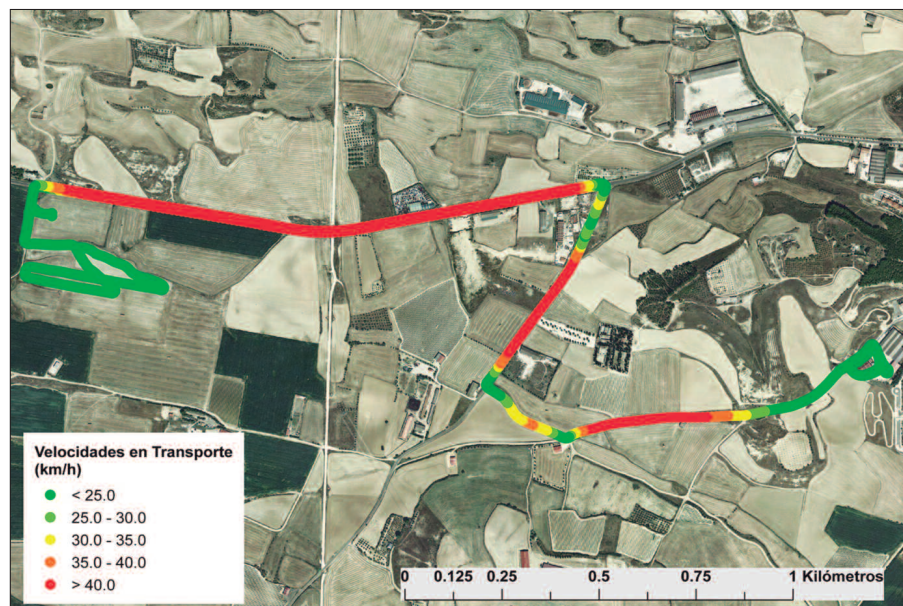 Velocidades en Transporte
(km/h)
< 25.0
25.0 - 30.0
30.0 - 35.0
35.0 - 40.0
> 40.0
0 0.125 0.25 0.5 0.75 1 Kilómetros